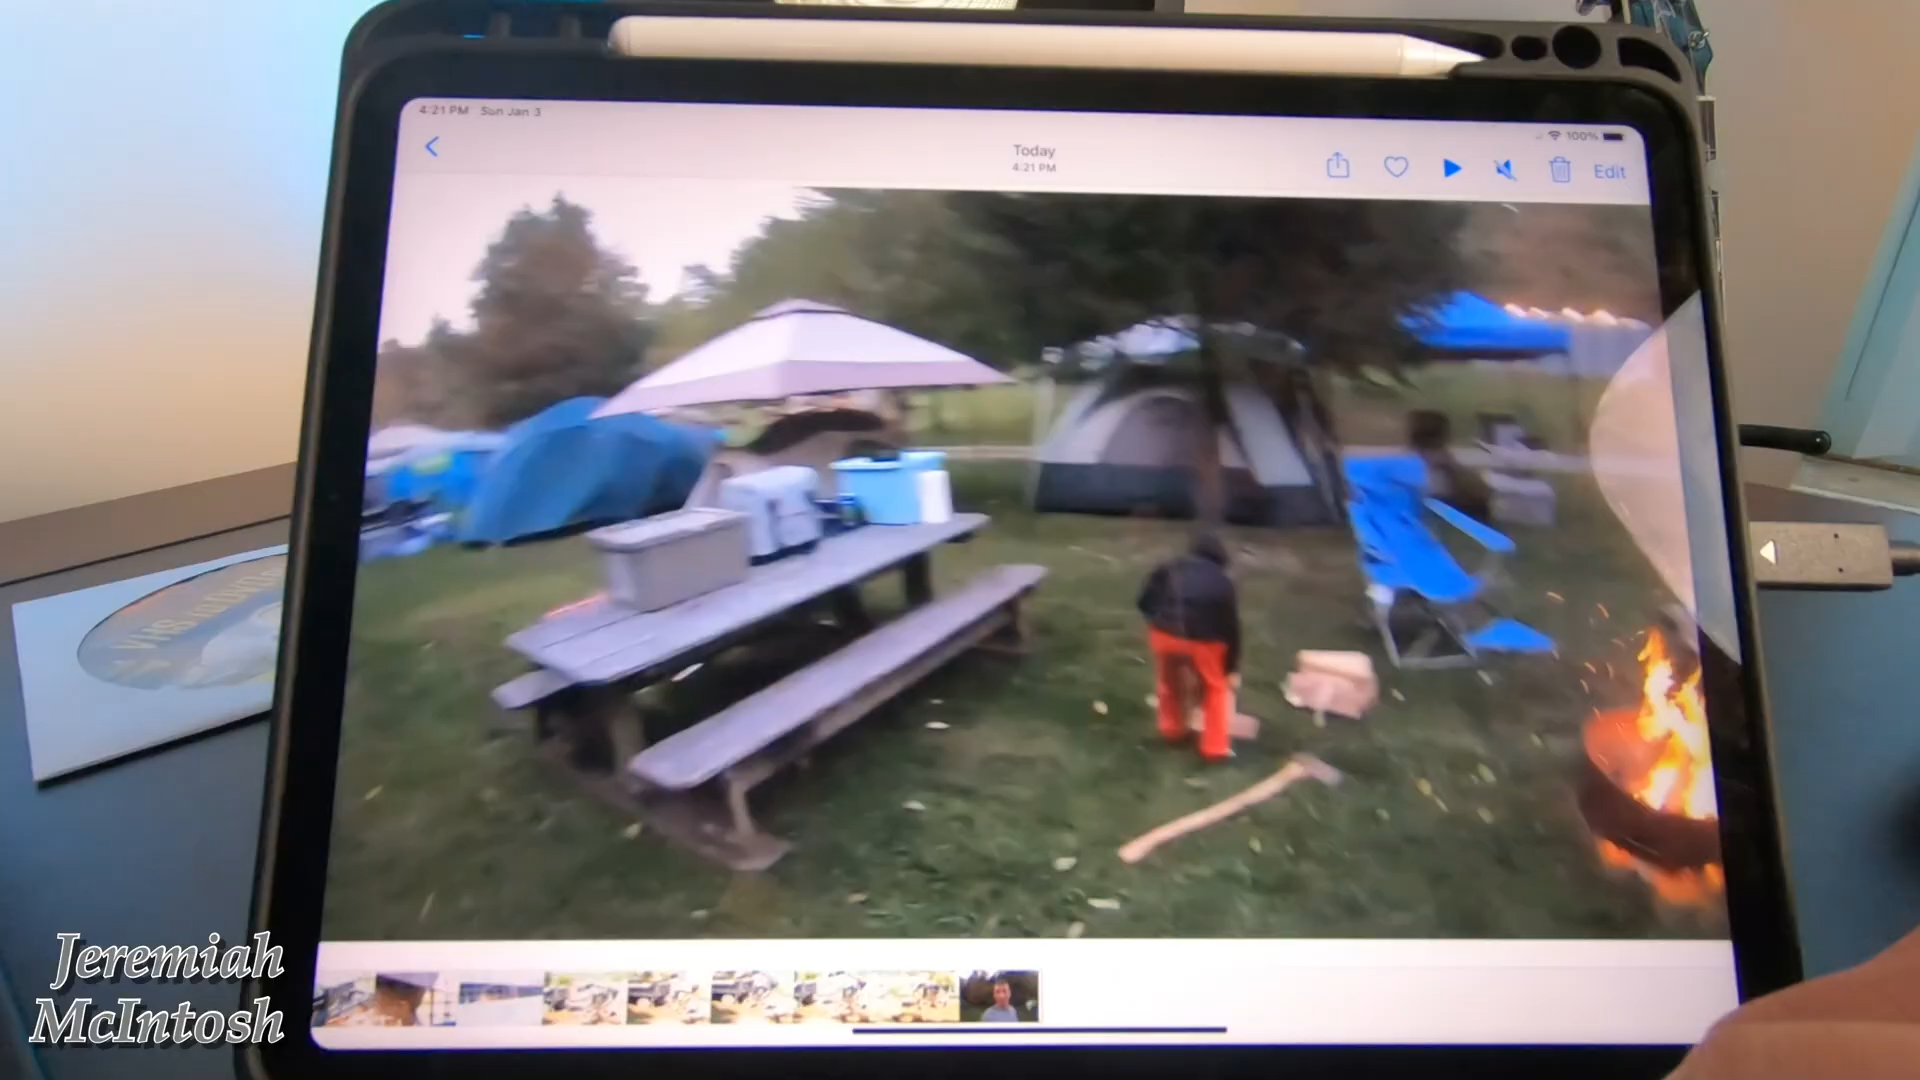 4:21 PM Sun Jan 3
100%
Today
4:21 PM
Edit
Jeremiah
McIntosh